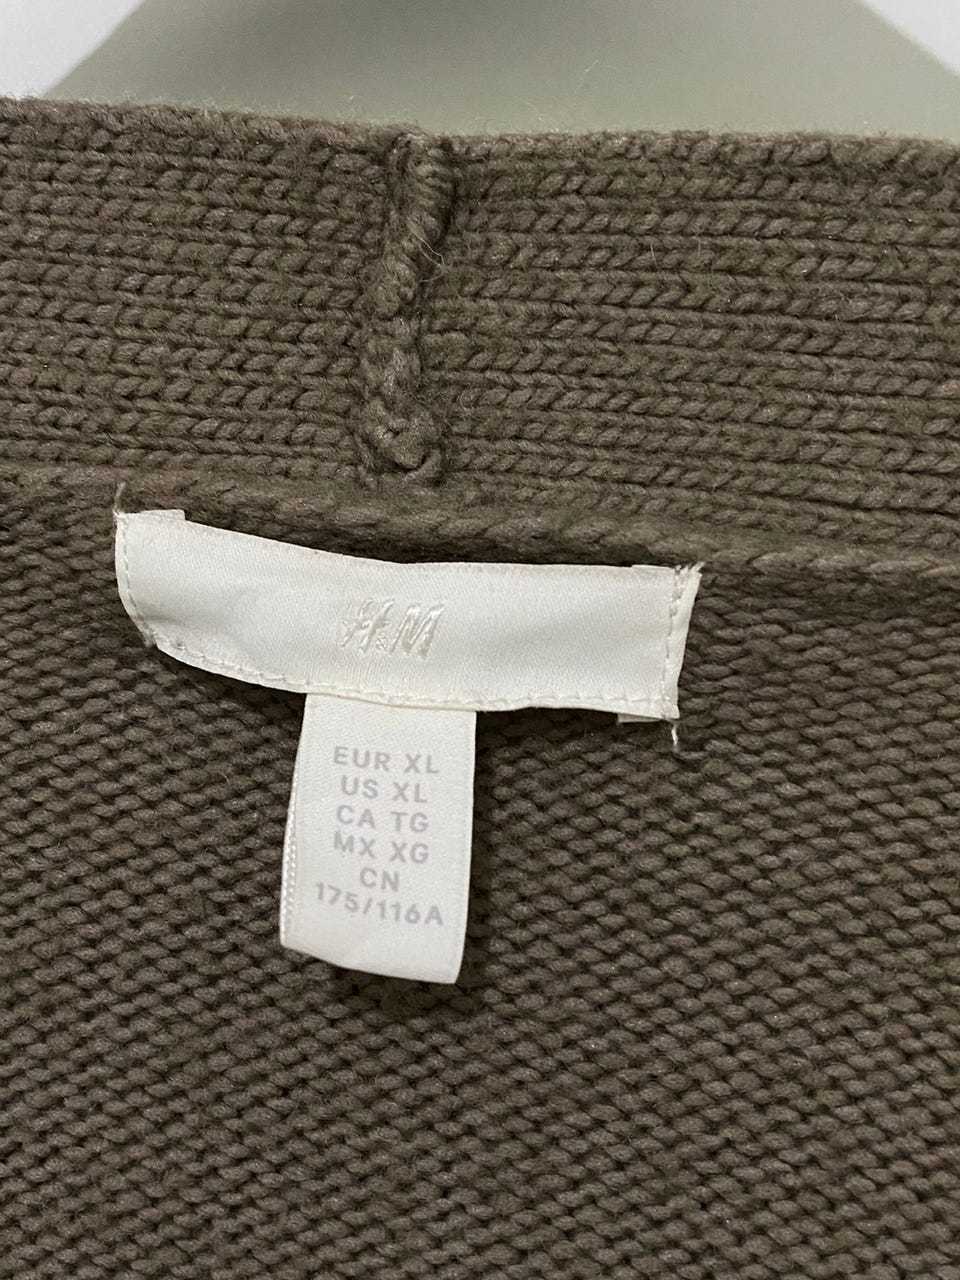 H&M
EUR XL
US XL
CA TG
MX XG
CN
175/116A